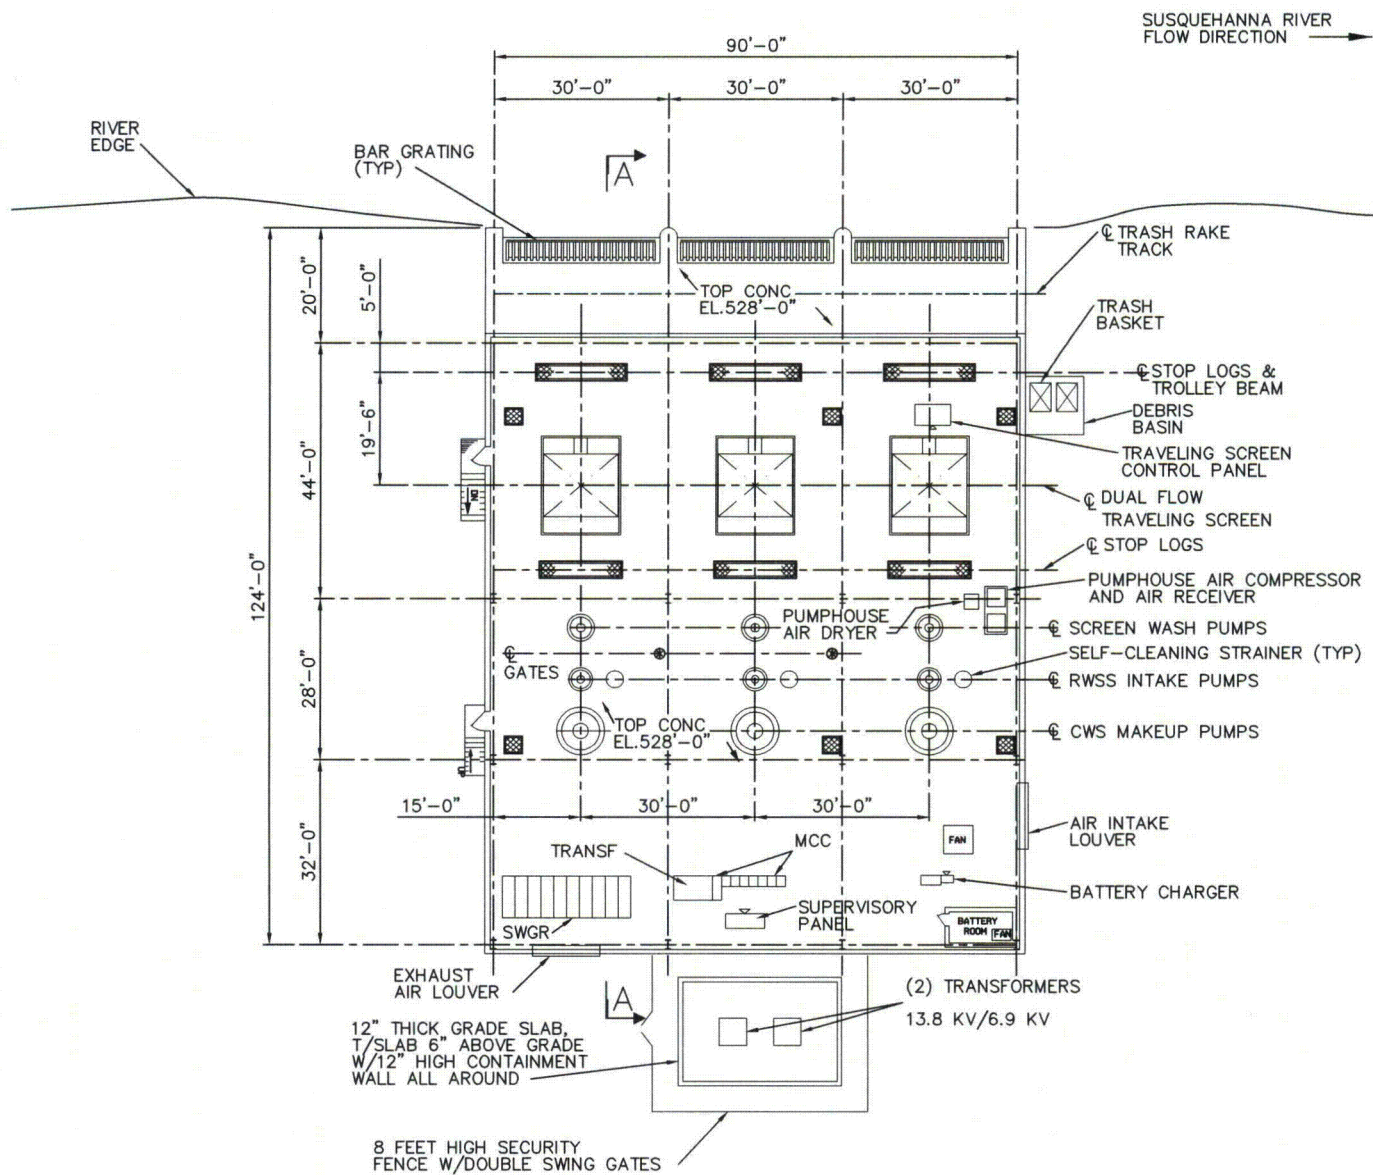 SUSQUEHANNA RIVER
FLOW DIRECTION
90'-0"
30'-0"
30'-0"
30'-0"
RIVER
EDGE
BAR GRATING
(TYP)
A
℄ TRASH RAKE
TRACK
20'-0"
5'-0"
TOP CONC
EL.528'-0"
TRASH
BASKET
℄ STOP LOGS &
TROLLEY BEAM
DEBRIS
BASIN
19'-6"
44'-0"
TRAVELING SCREEN
CONTROL PANEL
DN
℄ DUAL FLOW
TRAVELING SCREEN
℄ STOP LOGS
124'-0"
PUMPHOUSE AIR COMPRESSOR
AND AIR RECEIVER
PUMPHOUSE
AIR DRYER
℄ SCREEN WASH PUMPS
SELF-CLEANING STRAINER (TYP)
℄
GATES
℄ RWSS INTAKE PUMPS
28'-0"
TOP CONC
EL.528'-0"
℄ CWS MAKEUP PUMPS
15'-0"
30'-0"
30'-0"
32'-0"
AIR INTAKE
LOUVER
FAN
TRANSF
MCC
BATTERY CHARGER
SUPERVISORY
PANEL
SWGR
BATTERY
ROOM
FAN
EXHAUST
AIR LOUVER
A
(2) TRANSFORMERS
13.8 KV/6.9 KV
12" THICK GRADE SLAB,
T/SLAB 6" ABOVE GRADE
W/12" HIGH CONTAINMENT
WALL ALL AROUND
8 FEET HIGH SECURITY
FENCE W/DOUBLE SWING GATES